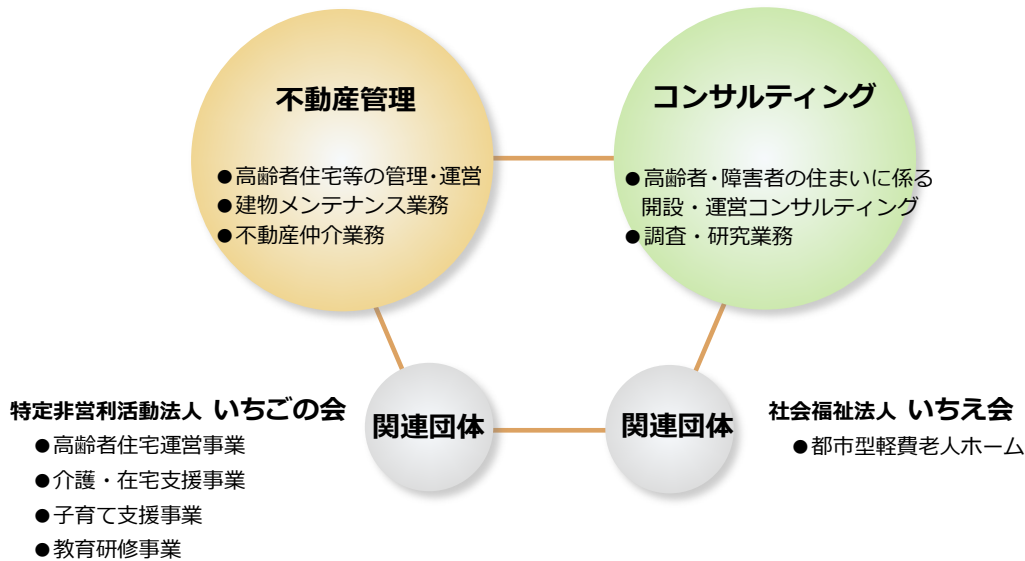 不動産管理
●高齢者住宅等の管理・運営
●建物メンテナンス業務
●不動産仲介業務
コンサルティング
●高齢者・障害者の住まいに係る
開設・運営コンサルティング
●調査・研究業務
特定非営利活動法人 いちごの会
●高齢者住宅運営事業
●介護・在宅支援事業
●子育て支援事業
●教育研修事業
関連団体
関連団体
社会福祉法人 いちえ会
●都市型軽費老人ホーム